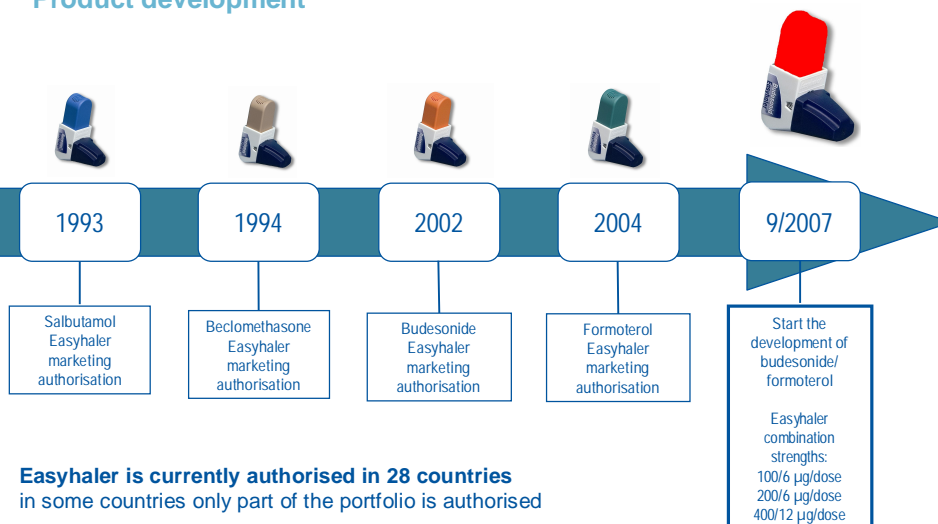 Product development
1993
1994
2002
2004
9/2007
Salbutamol
Easyhaler
marketing
authorisation
Beclomethasone
Easyhaler
marketing
authorisation
Budesonide
Easyhaler
marketing
authorisation
Formoterol
Easyhaler
marketing
authorisation
Start the
development of
budesonide/
formoterol
Easyhaler
combination
strengths:
100/6 µg/dose
200/6 µg/dose
400/12 µg/dose
Easyhaler is currently authorised in 28 countries
in some countries only part of the portfolio is authorised